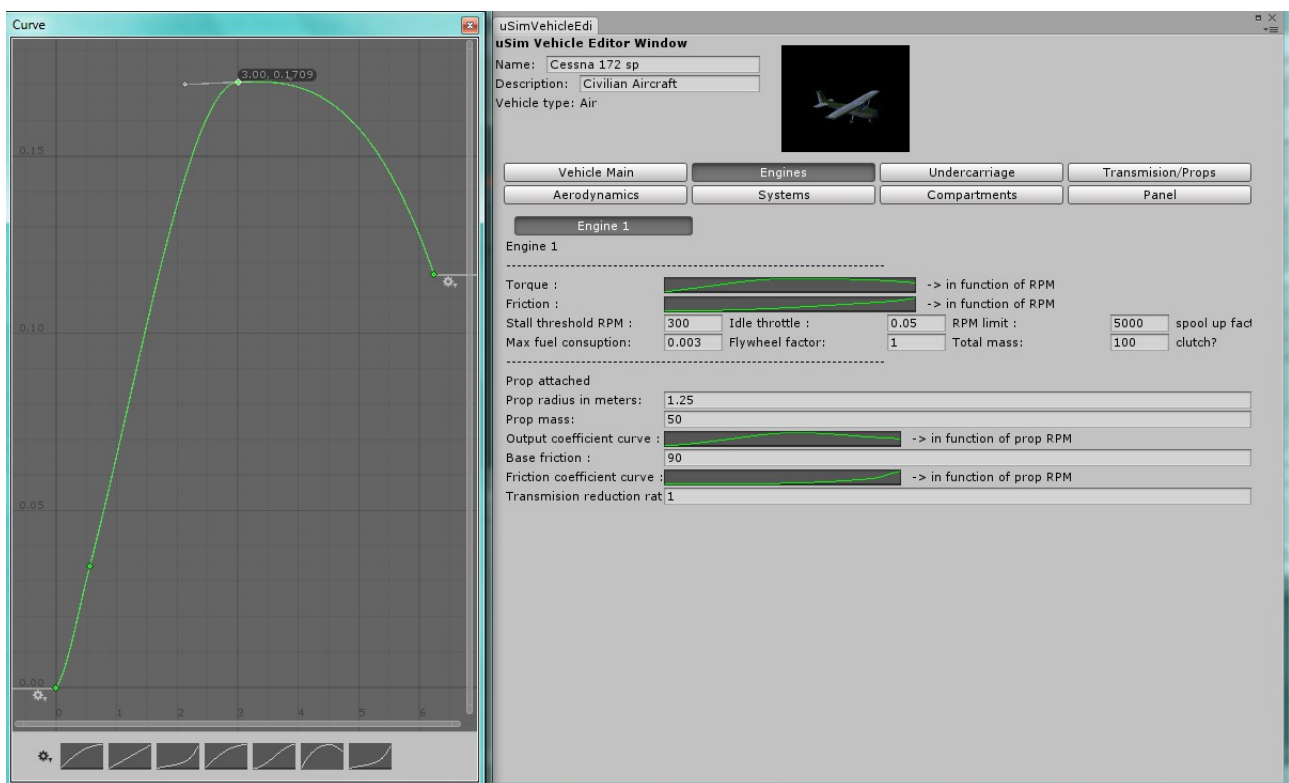 Curve
3.00, 0.1709
0.15
0.10
0.05
0.00
0 1 2 3 4 5 6
uSimVehicleEdi
uSim Vehicle Editor Window
Name: Cessna 172 sp
Description: Civilian Aircraft
Vehicle type: Air
Vehicle Main Engines Undercarriage Transmision/Props
Aerodynamics Systems Compartments Panel
Engine 1
Engine 1
Torque : -> in function of RPM
Friction : -> in function of RPM
Stall threshold RPM : 300 Idle throttle : 0.05 RPM limit : 5000 spool up fact
Max fuel consuption: 0.003 Flywheel factor: 1 Total mass: 100 clutch?
Prop attached
Prop radius in meters: 1.25
Prop mass: 50
Output coefficient curve : -> in function of prop RPM
Base friction : 90
Friction coefficient curve : -> in function of prop RPM
Transmision reduction rat 1